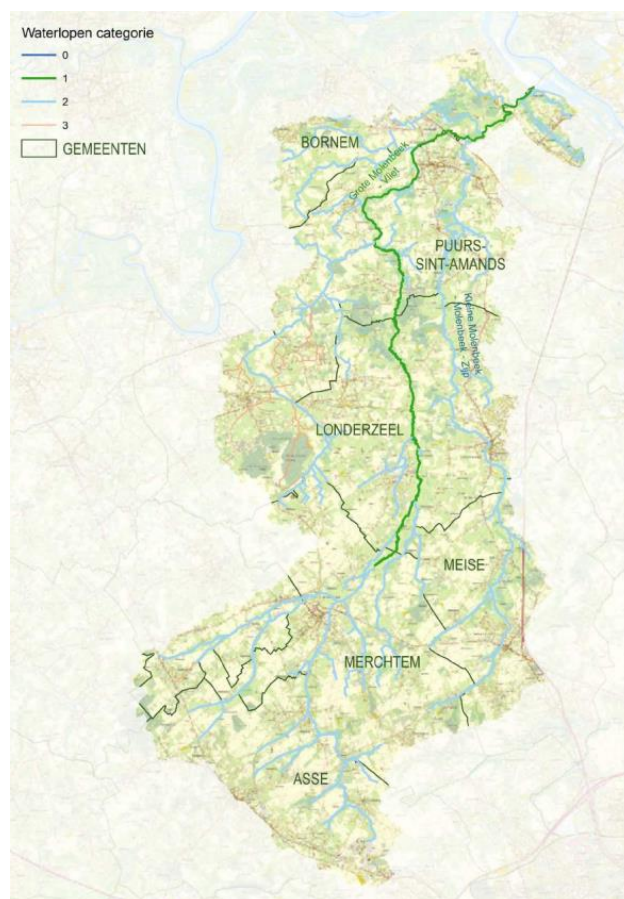 Waterlopen categorie
0
1
2
3
GEMEENTEN
BORNEM
Grote Molenbeek
Vliet
PUURS-
SINT-AMANDS
Kleine Molenbeek
Molenbeek - Zijp
LONDERZEEL
MEISE
MERCHTEM
ASSE